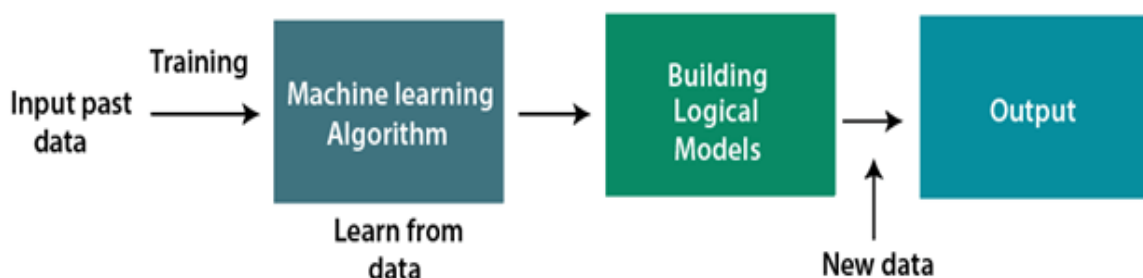 Training
Input past
data
Machine learning
Algorithm
Learn from
data
Building
Logical
Models
New data
Output